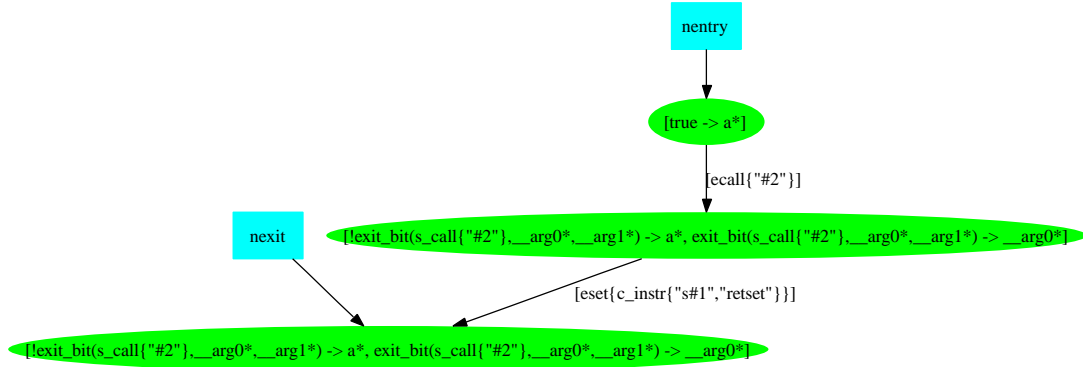 nentry
[true -> a*]
[ecall{"#2"}]
nexit
[!exit_bit(s_call{"#2"},__arg0*,__arg1*) -> a*, exit_bit(s_call{"#2"},__arg0*,__arg1*) -> __arg0*]
[eset{c_instr{"s#1","retset"}}]
[!exit_bit(s_call{"#2"},__arg0*,__arg1*) -> a*, exit_bit(s_call{"#2"},__arg0*,__arg1*) -> __arg0*]